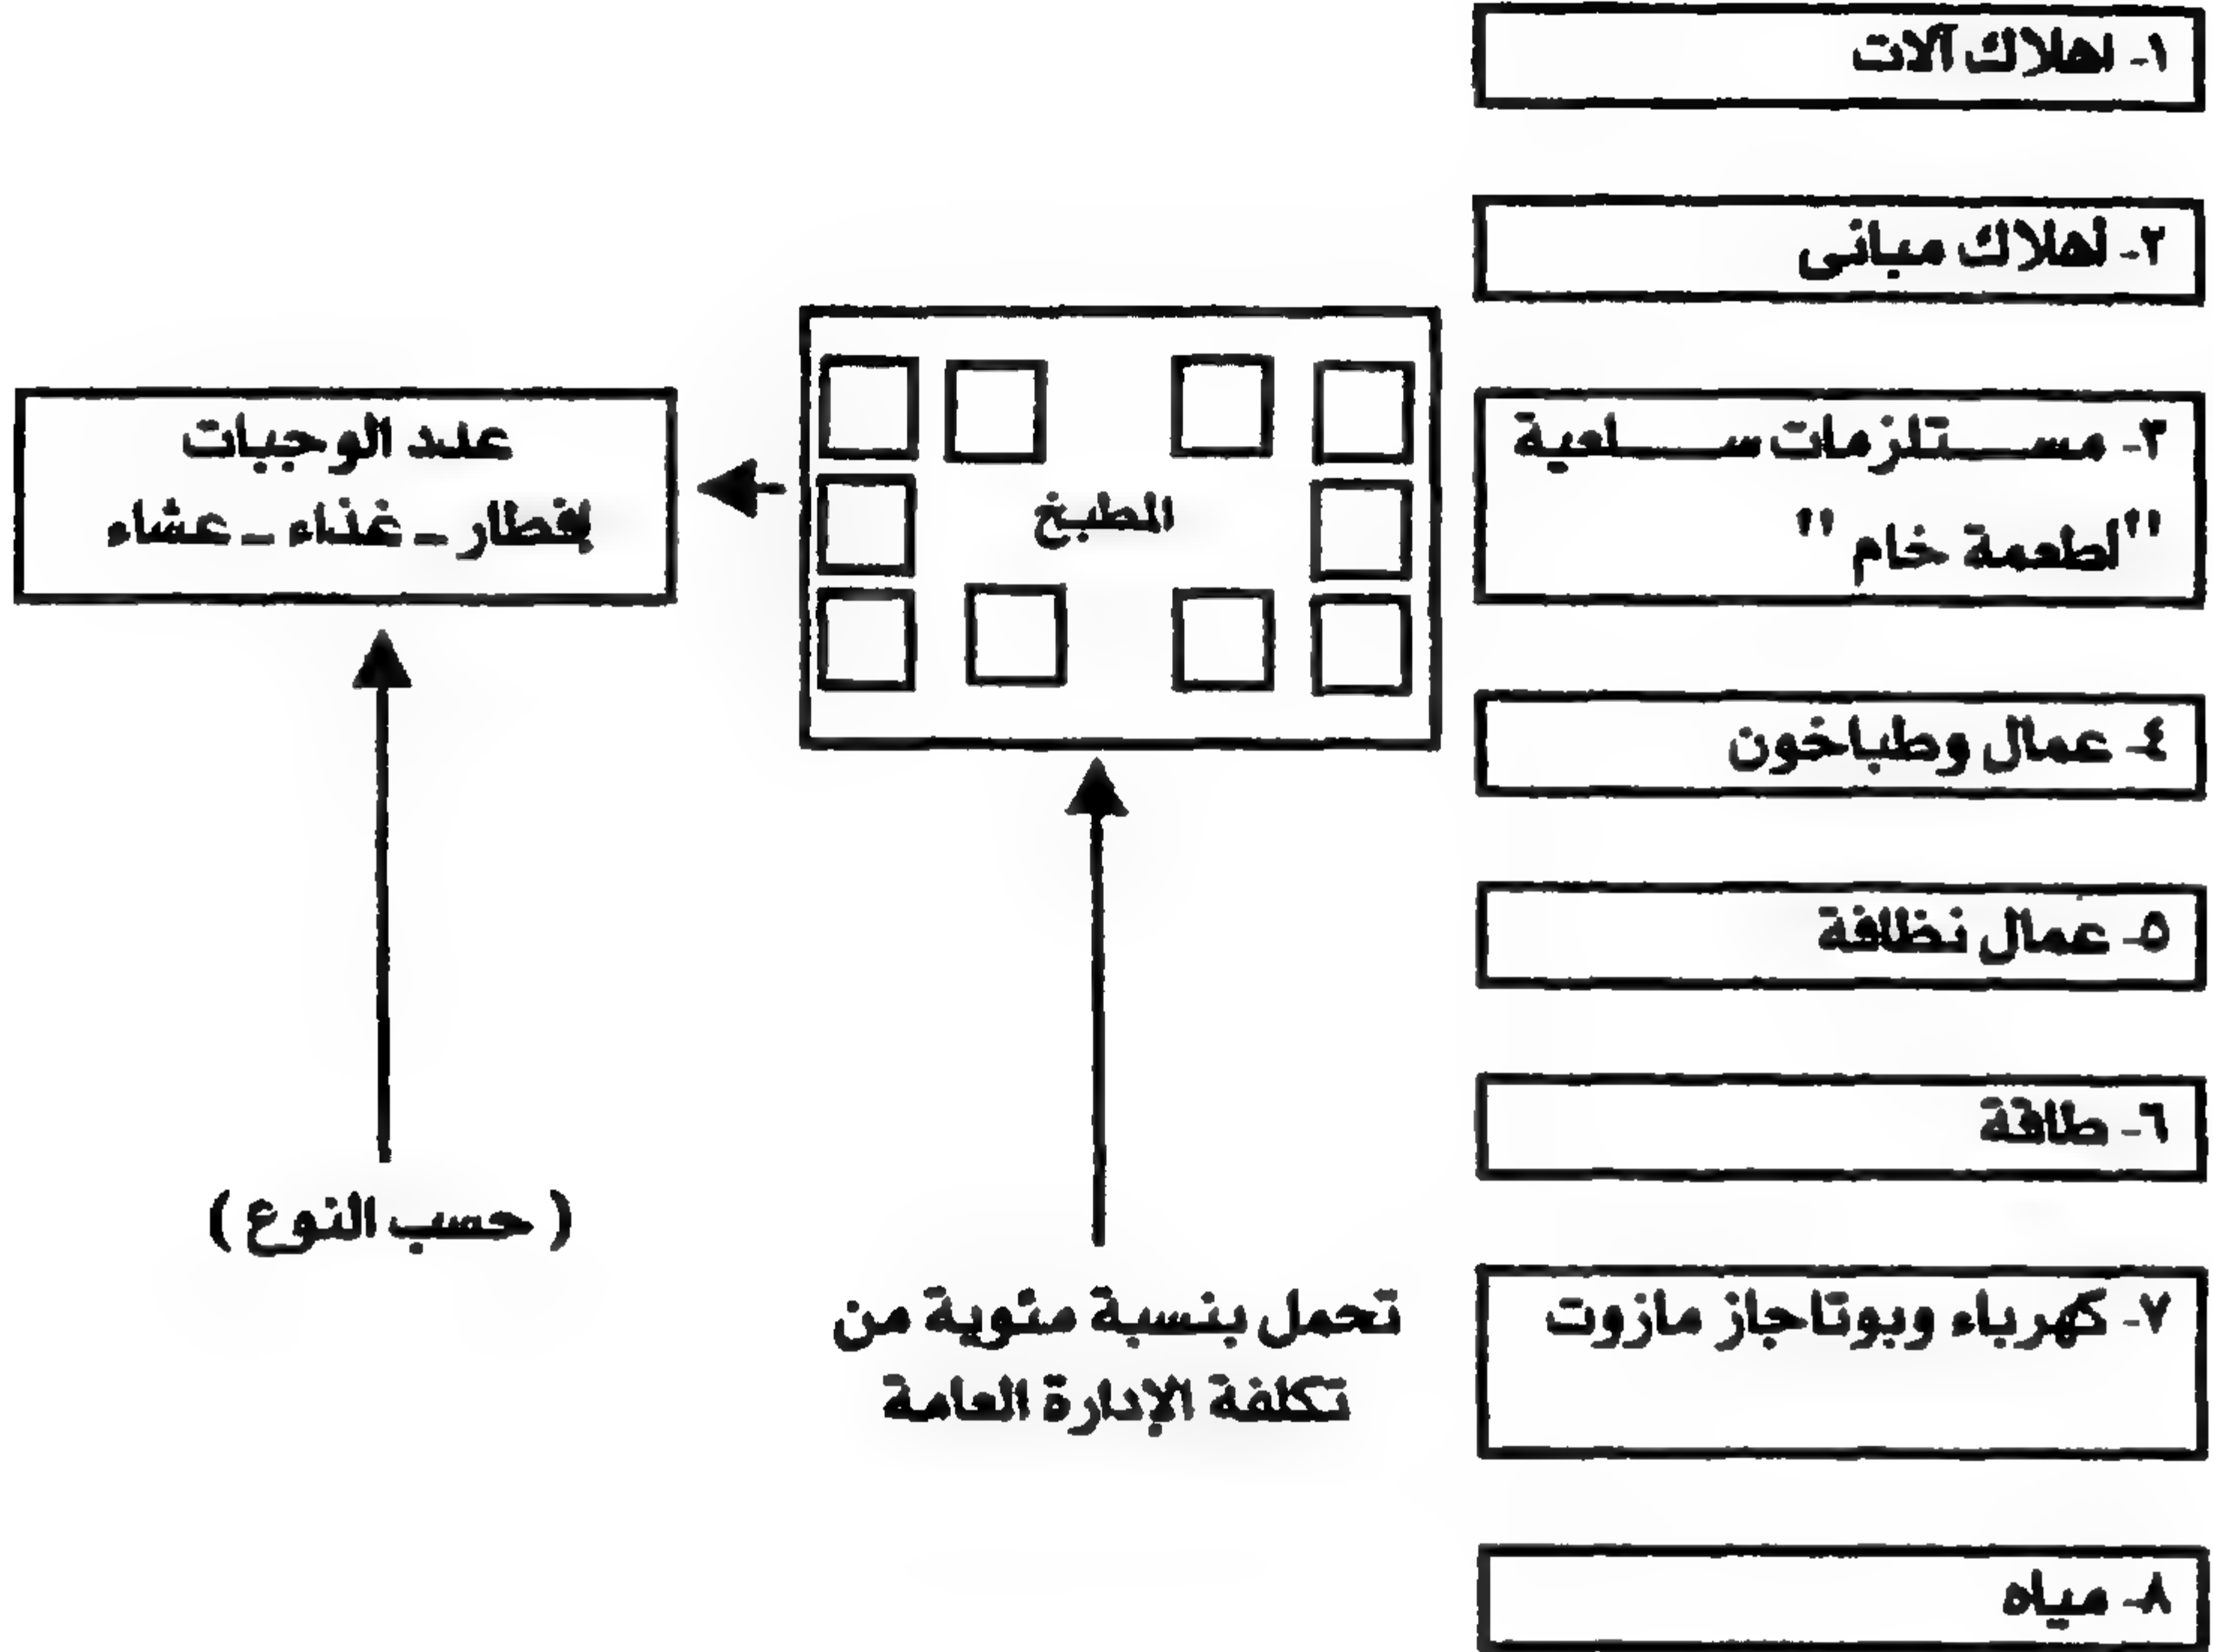 ١- اهلاك آلات
٢- اهلاك مبانى
٣- مستلزمات سلعية
"اطعمة خام"
٤- عمال وطباخون
٥- عمال نظافة
٦- طاقة
٧- كهرباء وبوتاجاز مازوت
٨- مياه
المطبخ
تحمل بنسبة مئوية من
تكلفة الإدارة العامة
عدد الوجبات
إفطار - غذاء - عشاء
( حسب النوع )